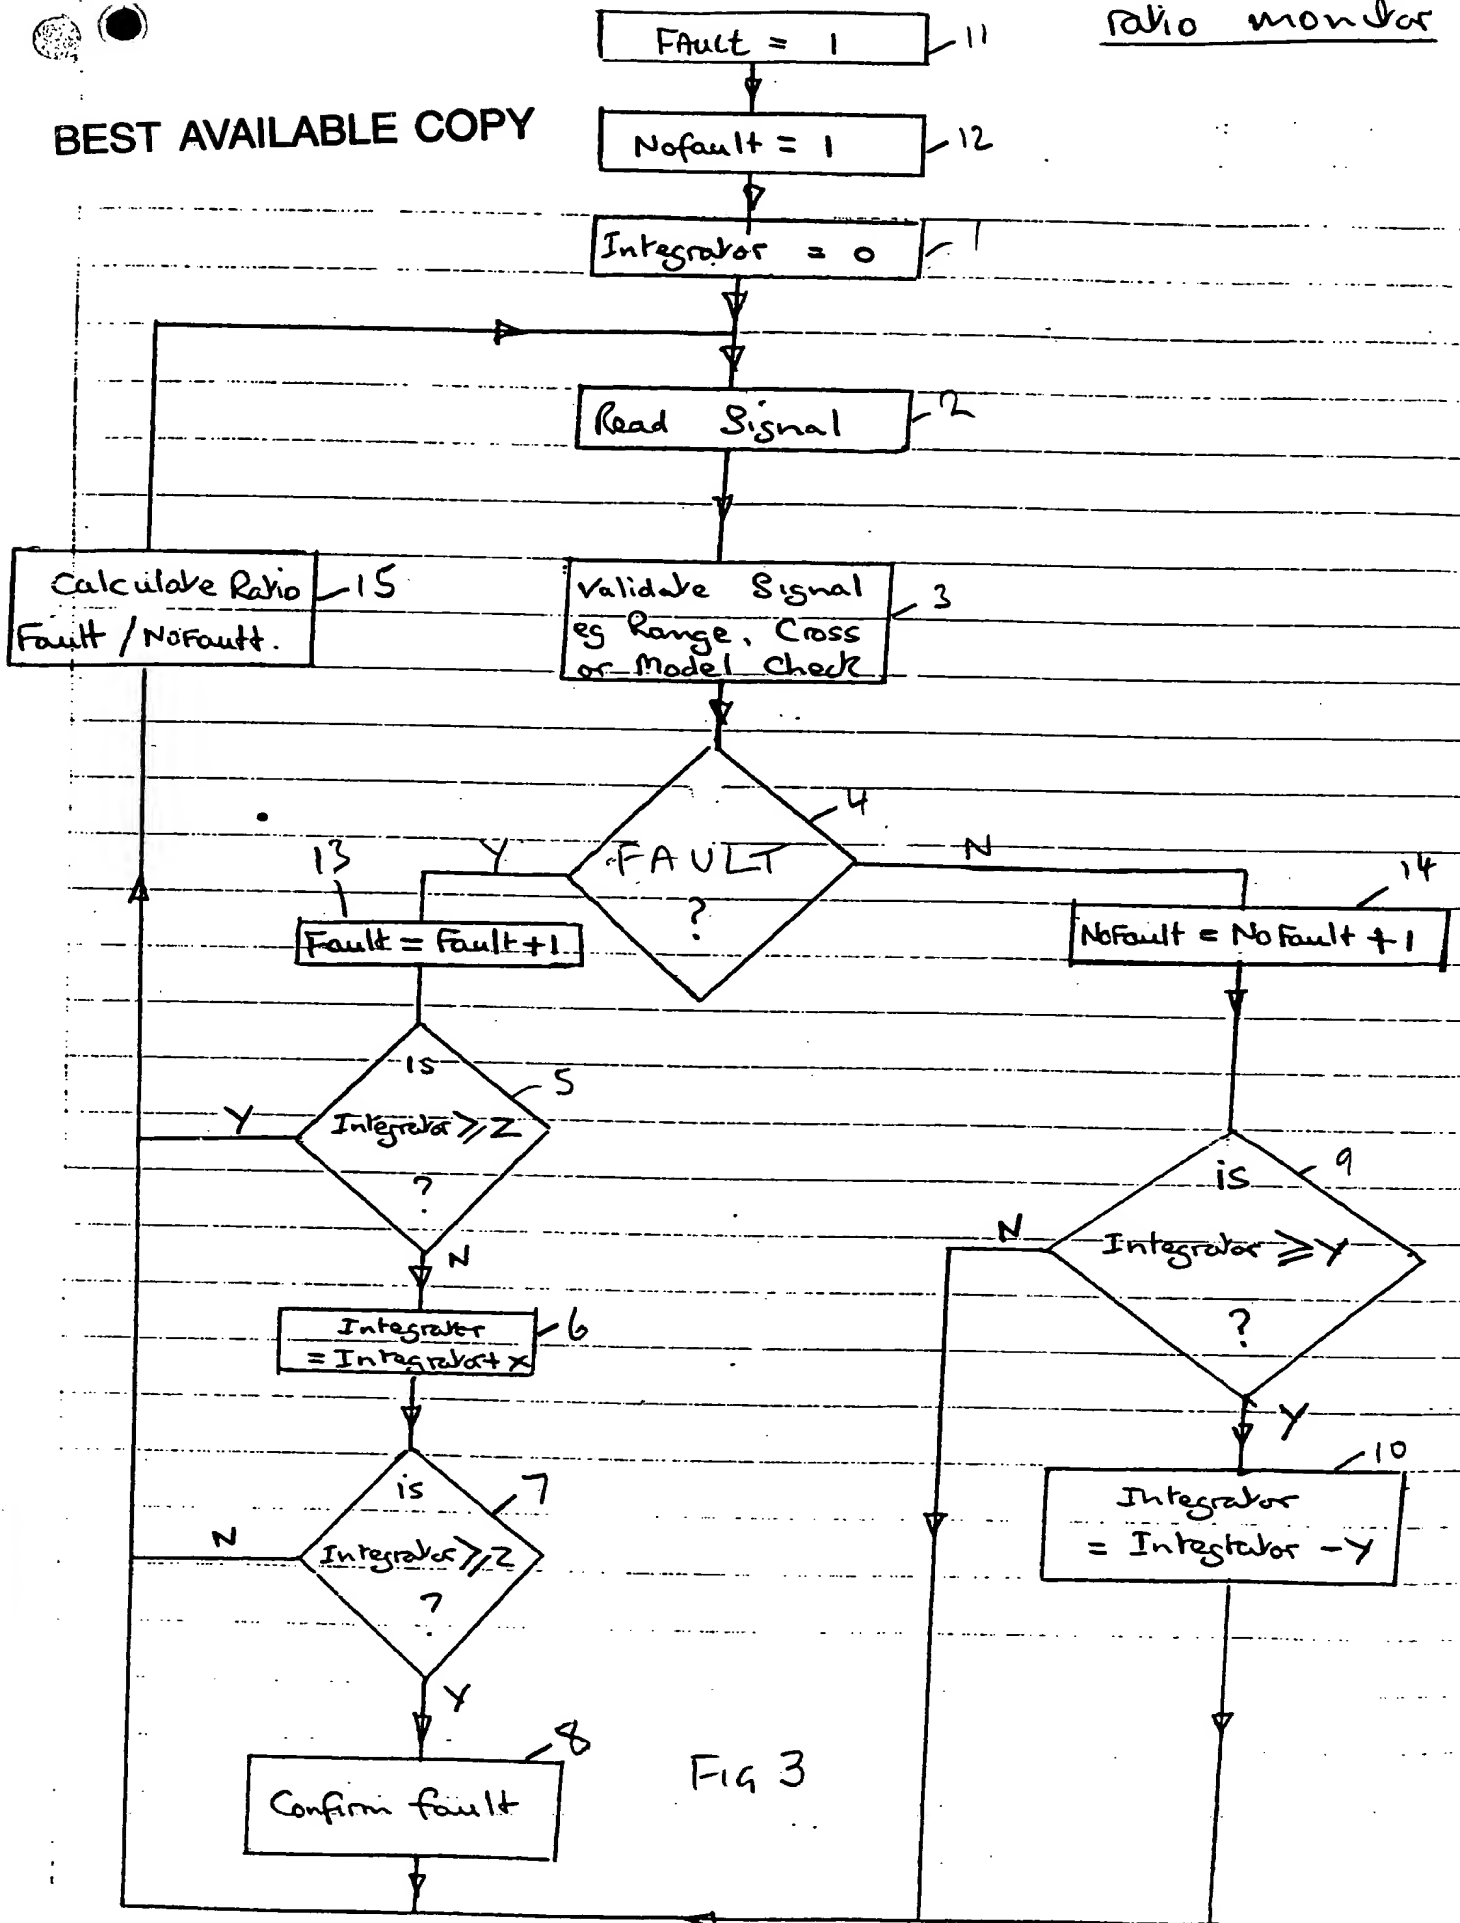 ratio monitor
FAULT = 1
11
BEST AVAILABLE COPY
Nofault = 1
12
Integrator = 0
1
Read Signal
2
Calculate Ratio
Fault / NoFault.
15
Validate Signal
eg Range, Cross
or Model Check
3
4
FAULT
?
Y
N
13
Fault = Fault + 1
14
NoFault = NoFault + 1
is
Integrator ⩾ Z
?
5
Y
N
is
Integrator ⩾ Y
?
9
N
Y
Integrator
= Integrator + x
6
is
Integrator ⩾ Z
?
7
N
Y
Integrator
= Integrator - Y
10
Confirm fault
8
FIG 3